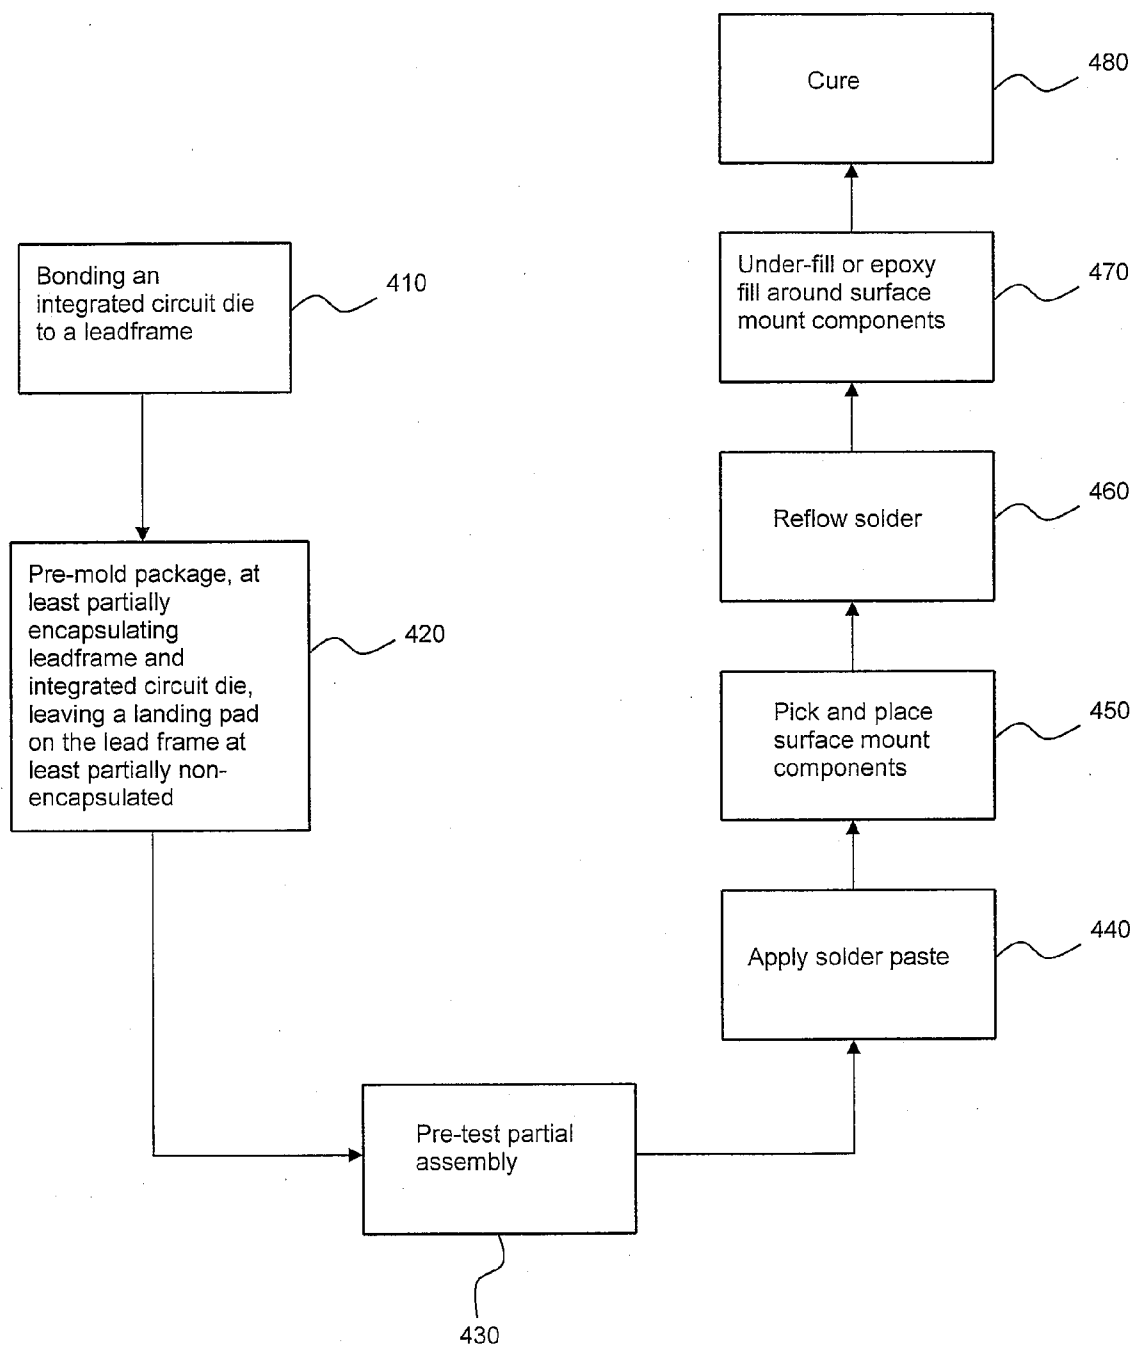 Bonding an
integrated circuit die
to a leadframe
410
Pre-mold package, at
least partially
encapsulating
leadframe and
integrated circuit die,
leaving a landing pad
on the lead frame at
least partially non-
encapsulated
420
Pre-test partial
assembly
430
Apply solder paste
440
Pick and place
surface mount
components
450
Reflow solder
460
Under-fill or epoxy
fill around surface
mount components
470
Cure
480